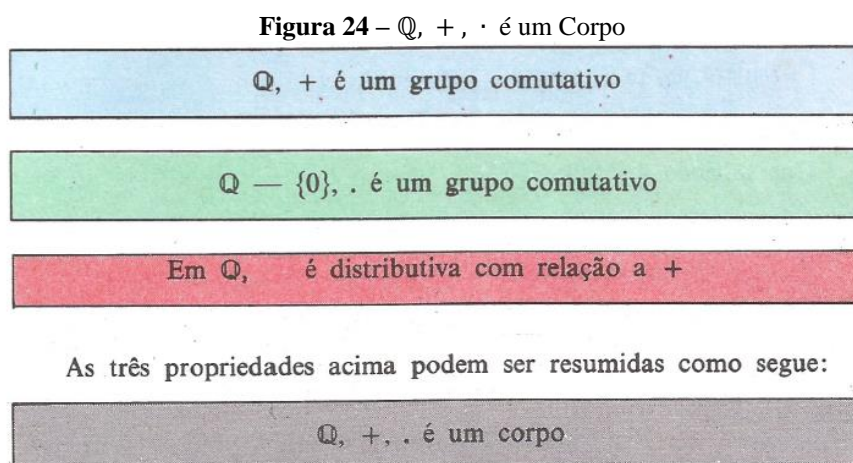 Figura 24 – ℚ, +, · é um Corpo
ℚ, + é um grupo comutativo
ℚ — {0}, . é um grupo comutativo
Em ℚ, é distributiva com relação a +
As três propriedades acima podem ser resumidas como segue:
ℚ, +, . é um corpo